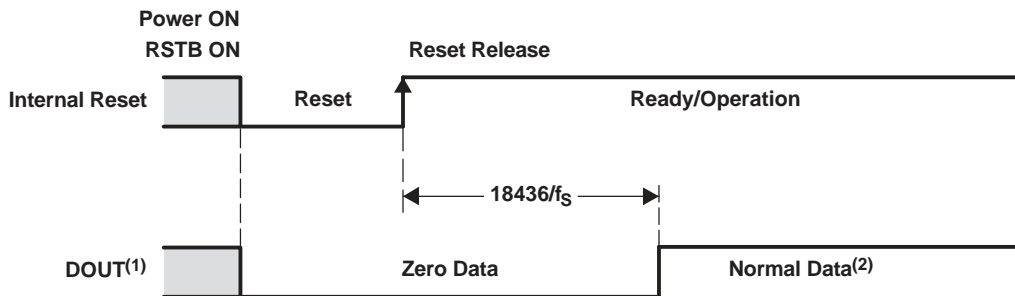 Power ON
RSTB ON
Reset Release
Internal Reset
Reset
Ready/Operation
18436/fS
DOUT(1)
Zero Data
Normal Data(2)